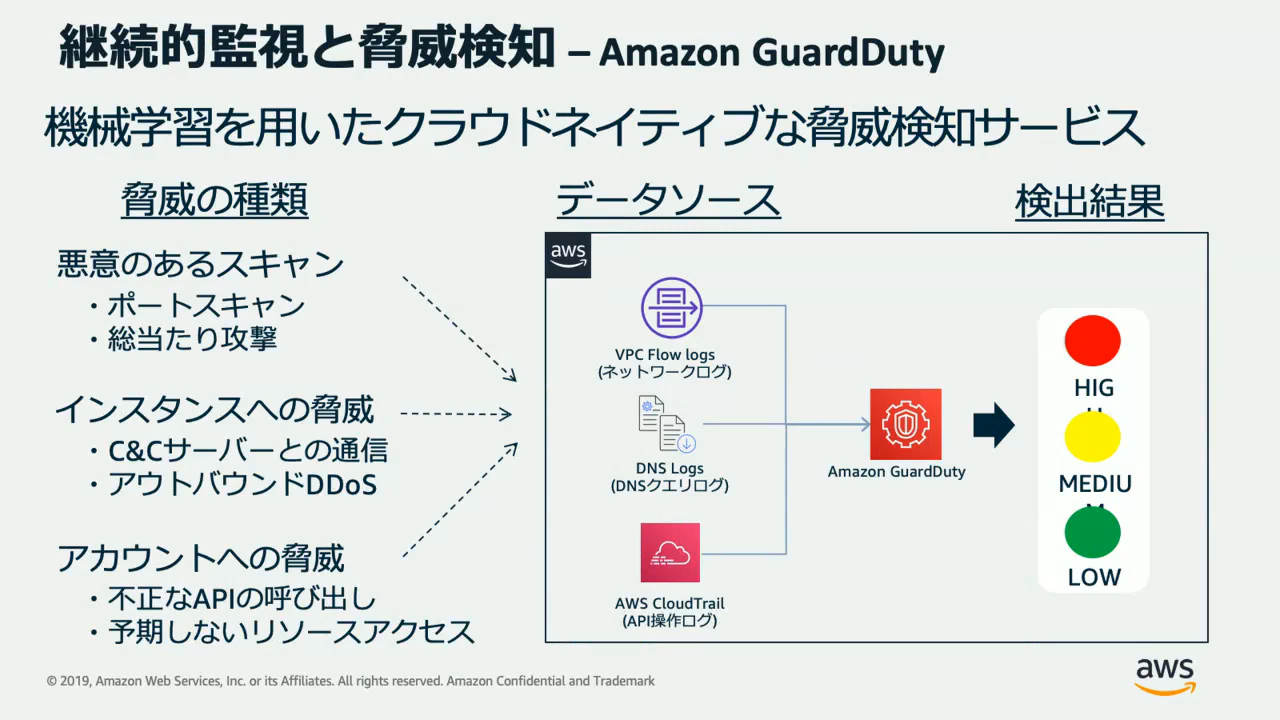 継続的監視と脅威検知 – Amazon GuardDuty
機械学習を用いたクラウドネイティブな脅威検知サービス
脅威の種類
悪意のあるスキャン
・ポートスキャン
・総当たり攻撃
インスタンスへの脅威
・C&Cサーバーとの通信
・アウトバウンドDDoS
アカウントへの脅威
・不正なAPIの呼び出し
・予期しないリソースアクセス
データソース
aws
VPC Flow logs
(ネットワークログ)
DNS Logs
(DNSクエリログ)
AWS CloudTrail
(API操作ログ)
Amazon GuardDuty
検出結果
HIG
MEDIU
LOW
© 2019, Amazon Web Services, Inc. or its Affiliates. All rights reserved. Amazon Confidential and Trademark
aws